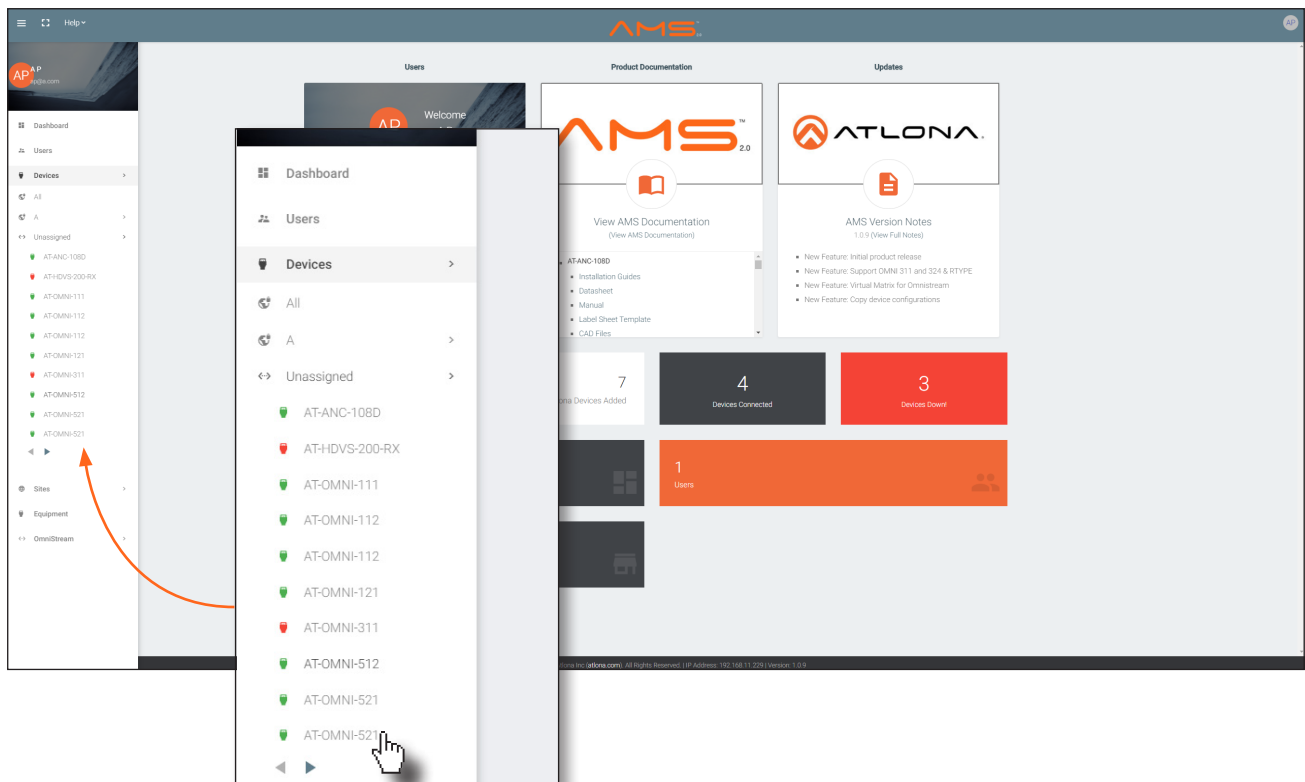 Help
AMS
AP
AP
A P
ap@s.com
Dashboard
Users
Devices
All
A
Unassigned
AT-ANC-108D
AT-HDVS-200-RX
AT-OMNI-111
AT-OMNI-112
AT-OMNI-112
AT-OMNI-121
AT-OMNI-311
AT-OMNI-512
AT-OMNI-521
AT-OMNI-521
Sites
Equipment
OmniStream
Users
AP
Welcome
Product Documentation
AMS™
2.0
View AMS Documentation
(View AMS Documentation)
AT-ANC-108D
Installation Guides
Datasheet
Manual
Label Sheet Template
CAD Files
Updates
ATLONA.
AMS Version Notes
1.0.9 (View Full Notes)
New Feature: Initial product release
New Feature: Support OMNI 311 and 324 & RTYPE
New Feature: Virtual Matrix for Omnistream
New Feature: Copy device configurations
7
Devices Added
4
Devices Connected
3
Devices Down!
1
Users
Inc (atlona.com). All Rights Reserved. | IP Address: 192.168.11.229 | Version: 1.0.9
Dashboard
Users
Devices
All
A
Unassigned
AT-ANC-108D
AT-HDVS-200-RX
AT-OMNI-111
AT-OMNI-112
AT-OMNI-112
AT-OMNI-121
AT-OMNI-311
AT-OMNI-512
AT-OMNI-521
AT-OMNI-521